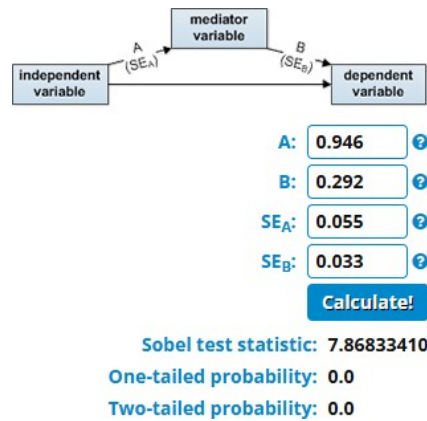 mediator
variable
A
(SEA)
B
(SEB)
independent
variable
dependent
variable
A: 0.946 ?
B: 0.292 ?
SEA: 0.055 ?
SEB: 0.033 ?
Calculate!
Sobel test statistic: 7.86833410
One-tailed probability: 0.0
Two-tailed probability: 0.0